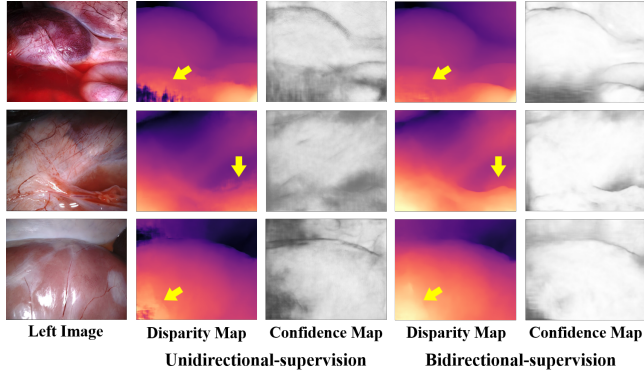 Left Image Disparity Map Confidence Map Disparity Map Confidence Map
Unidirectional-supervision Bidirectional-supervision